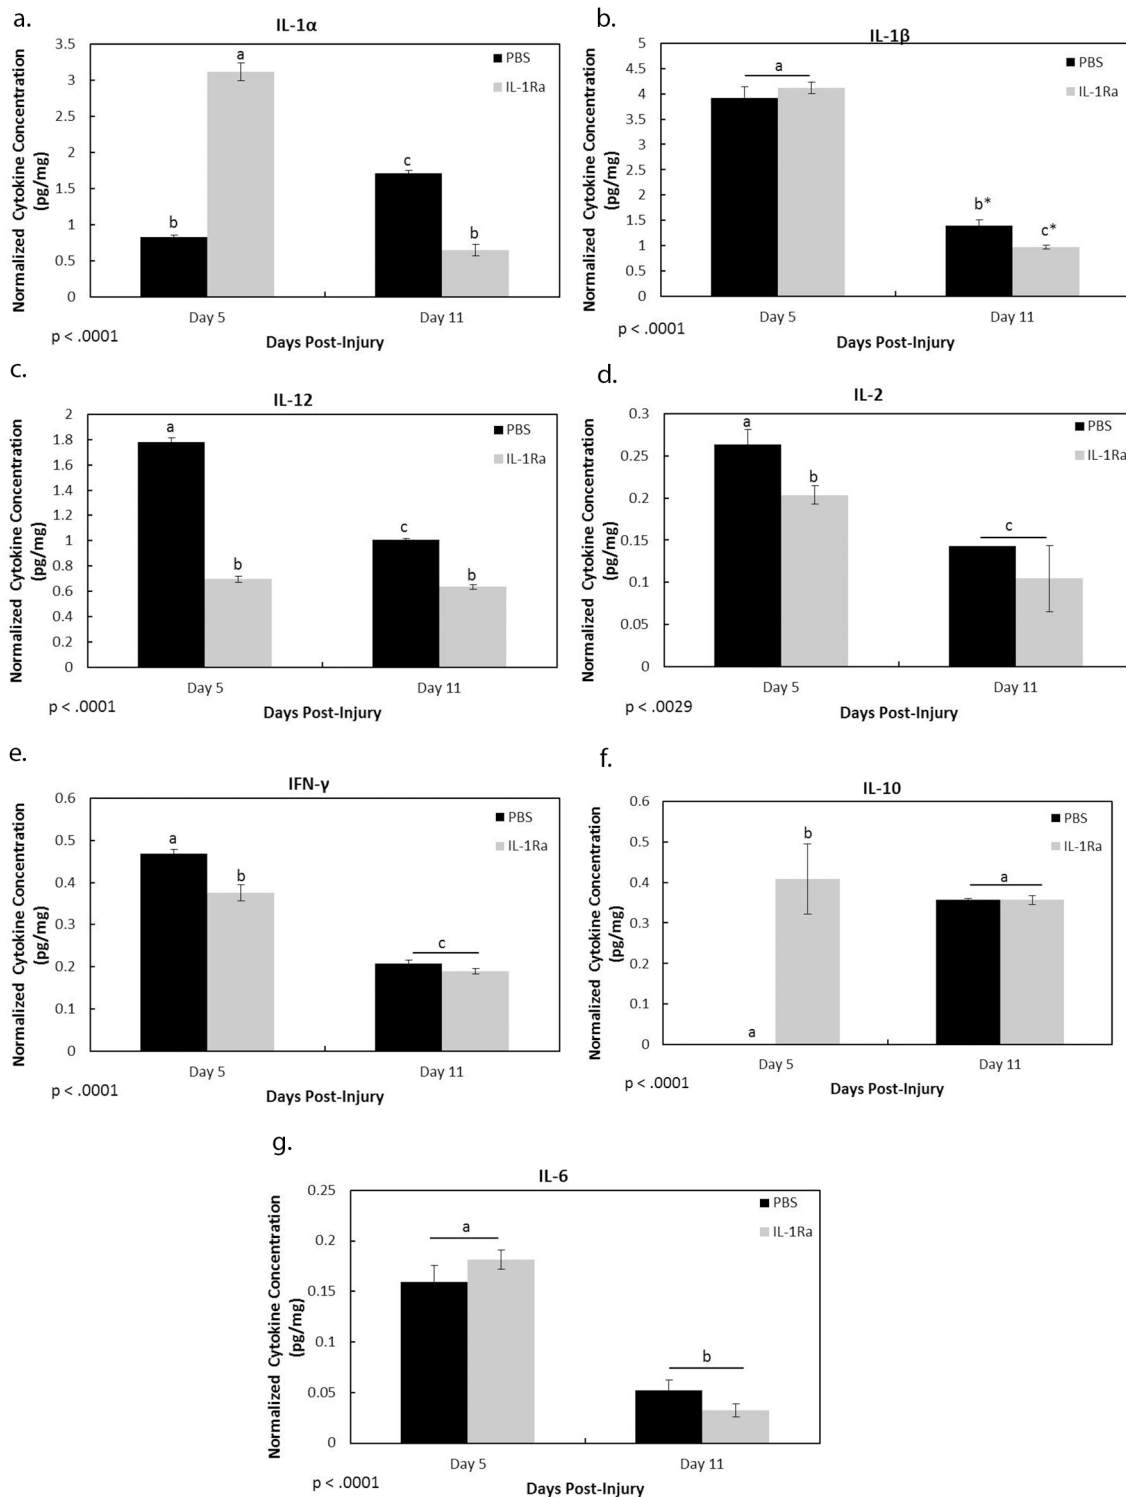 a.
IL-1α
Normalized Cytokine Concentration
(pg/mg)
3.5
3
2.5
2
1.5
1
0.5
0
PBS
IL-1Ra
b
a
c
b
Day 5
Day 11
p < .0001
Days Post-Injury
b.
IL-1β
Normalized Cytokine Concentration
(pg/mg)
5
4.5
4
3.5
3
2.5
2
1.5
1
0.5
0
PBS
IL-1Ra
a
b*
c*
Day 5
Day 11
p < .0001
Days Post-Injury
c.
IL-12
Normalized Cytokine Concentration
(pg/mg)
2
1.8
1.6
1.4
1.2
1
0.8
0.6
0.4
0.2
0
PBS
IL-1Ra
a
b
c
b
Day 5
Day 11
p < .0001
Days Post-Injury
d.
IL-2
Normalized Cytokine Concentration
(pg/mg)
0.3
0.25
0.2
0.15
0.1
0.05
0
PBS
IL-1Ra
a
b
c
Day 5
Day 11
p < .0029
Days Post-Injury
e.
IFN-γ
Normalized Cytokine Concentration
(pg/mg)
0.6
0.5
0.4
0.3
0.2
0.1
0
PBS
IL-1Ra
a
b
c
Day 5
Day 11
p < .0001
Days Post-Injury
f.
IL-10
Normalized Cytokine Concentration
(pg/mg)
0.6
0.5
0.4
0.3
0.2
0.1
0
PBS
IL-1Ra
a
b
a
Day 5
Day 11
p < .0001
Days Post-Injury
g.
IL-6
Normalized Cytokine Concentration
(pg/mg)
0.25
0.2
0.15
0.1
0.05
0
PBS
IL-1Ra
a
b
Day 5
Day 11
p < .0001
Days Post-Injury